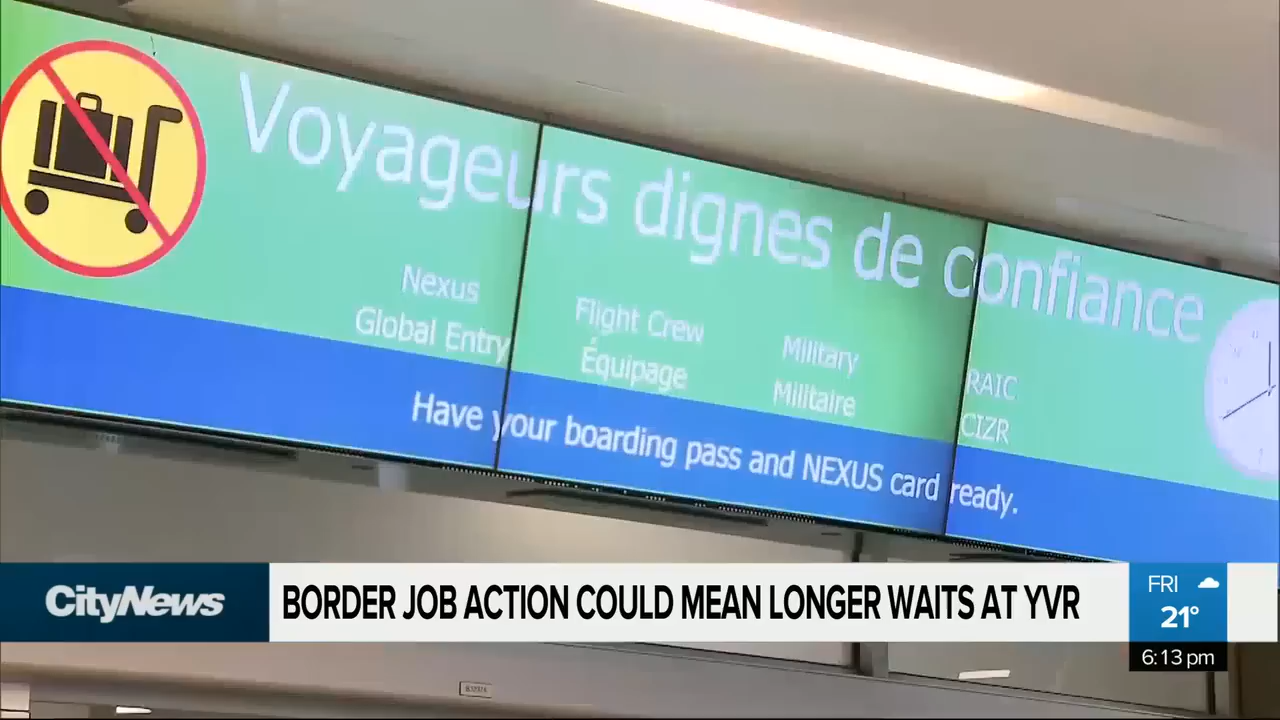 Voyageurs dignes de confiance
Nexus
Global Entry
Flight Crew
Équipage
Military
Militaire
RAIC
CIZR
Have your boarding pass and NEXUS card ready.
CityNews
BORDER JOB ACTION COULD MEAN LONGER WAITS AT YVR
FRI
21°
6:13 pm